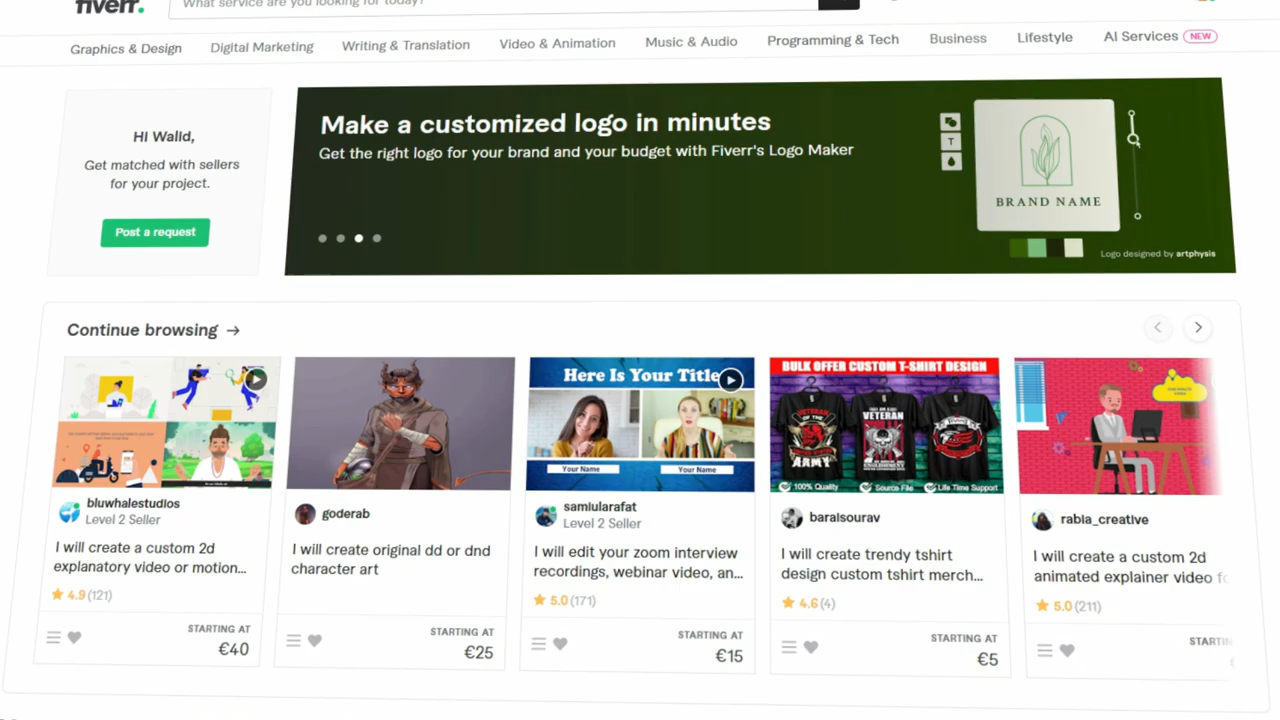 fiverr.
What service are you looking for today?
Graphics & Design
Digital Marketing
Writing & Translation
Video & Animation
Music & Audio
Programming & Tech
Business
Lifestyle
AI Services NEW
Hi Walid,
Get matched with sellers
for your project.
Post a request
Make a customized logo in minutes
Get the right logo for your brand and your budget with Fiverr's Logo Maker
T
BRAND NAME
Logo designed by artphysis
Continue browsing →
bluwhalestudios
Level 2 Seller
I will create a custom 2d
explanatory video or motion...
4.9 (121)
STARTING AT
€40
goderab
I will create original dd or dnd
character art
STARTING AT
€25
Here Is Your Title
Your Name
Your Name
samiularafat
Level 2 Seller
I will edit your zoom interview
recordings, webinar video, an...
5.0 (171)
STARTING AT
€15
BULK OFFER CUSTOM T-SHIRT DESIGN
VETERAN
OF THE
ARMY
VETERAN
100% Quality
Source File
Life Time Support
baralsourav
I will create trendy tshirt
design custom tshirt merch...
4.6 (4)
STARTING AT
€5
rabia_creative
I will create a custom 2d
animated explainer video fo
5.0 (211)
STARTIN